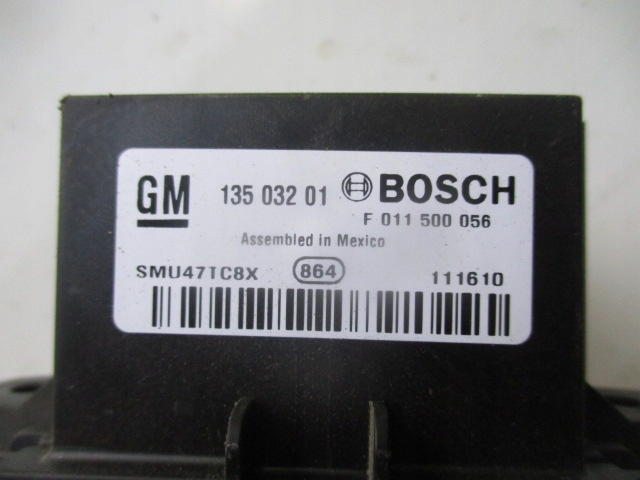 GM 135 032 01 BOSCH
F 011 500 056
Assembled in Mexico
SMU47TC8X 864 111610